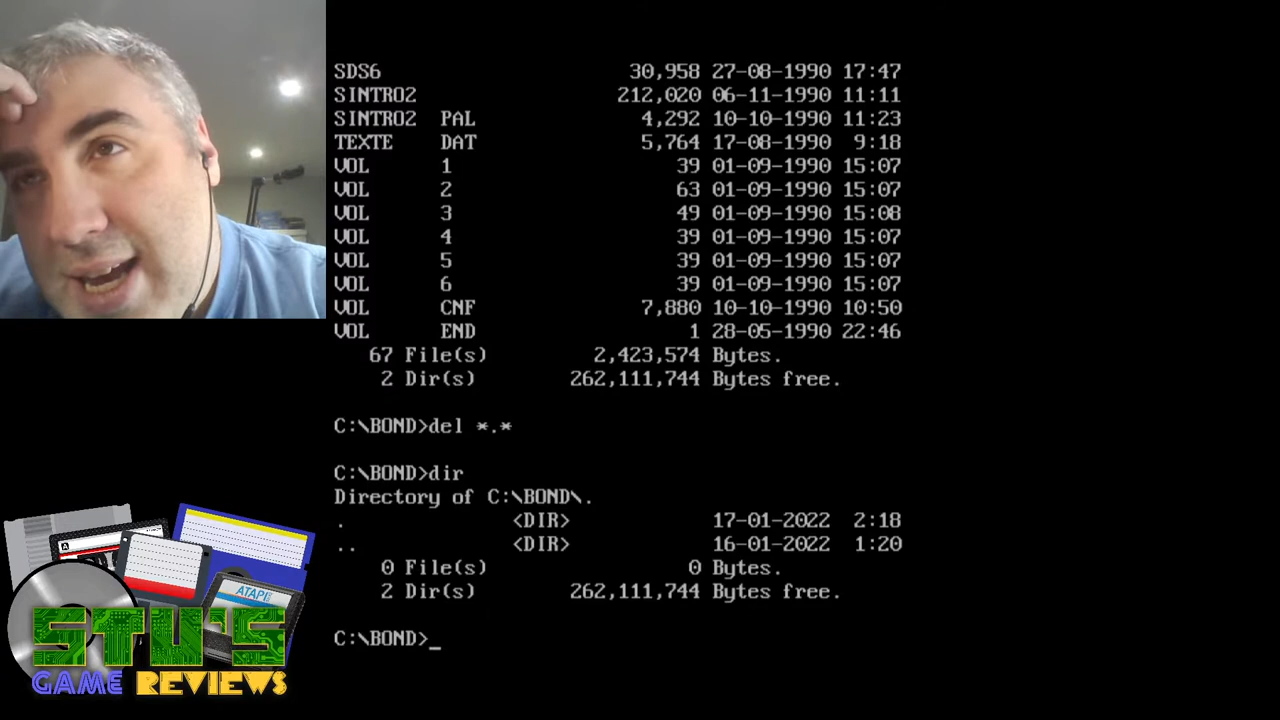 SDS6 30,958 27-08-1990 17:47
SINTRO2 212,020 06-11-1990 11:11
SINTRO2 PAL 4,292 10-10-1990 11:23
TEXTE DAT 5,764 17-08-1990 9:18
VOL 1 39 01-09-1990 15:07
VOL 2 63 01-09-1990 15:07
VOL 3 49 01-09-1990 15:08
VOL 4 39 01-09-1990 15:07
VOL 5 39 01-09-1990 15:07
VOL 6 39 01-09-1990 15:07
VOL CNF 7,880 10-10-1990 10:50
VOL END 1 28-05-1990 22:46
67 File(s) 2,423,574 Bytes.
2 Dir(s) 262,111,744 Bytes free.
C:\BOND>del *.*
C:\BOND>dir
Directory of C:\BOND\.
. <DIR> 17-01-2022 2:18
.. <DIR> 16-01-2022 1:20
0 File(s) 0 Bytes.
2 Dir(s) 262,111,744 Bytes free.
C:\BOND>_
A
ATAPI
STU'S
GAME REVIEWS